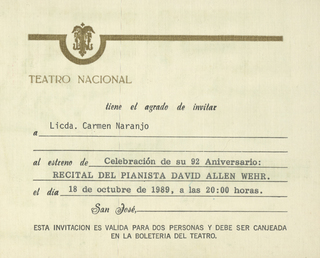 TEATRO NACIONAL
tiene el agrado de invitar
a Licda. Carmen Naranjo
al estreno de Celebración de su 92 Aniversario:
RECITAL DEL PIANISTA DAVID ALLEN WEHR.
el día 18 de octubre de 1989, a las 20:00 horas.
San José,
ESTA INVITACION ES VALIDA PARA DOS PERSONAS Y DEBE SER CANJEADA
EN LA BOLETERIA DEL TEATRO.